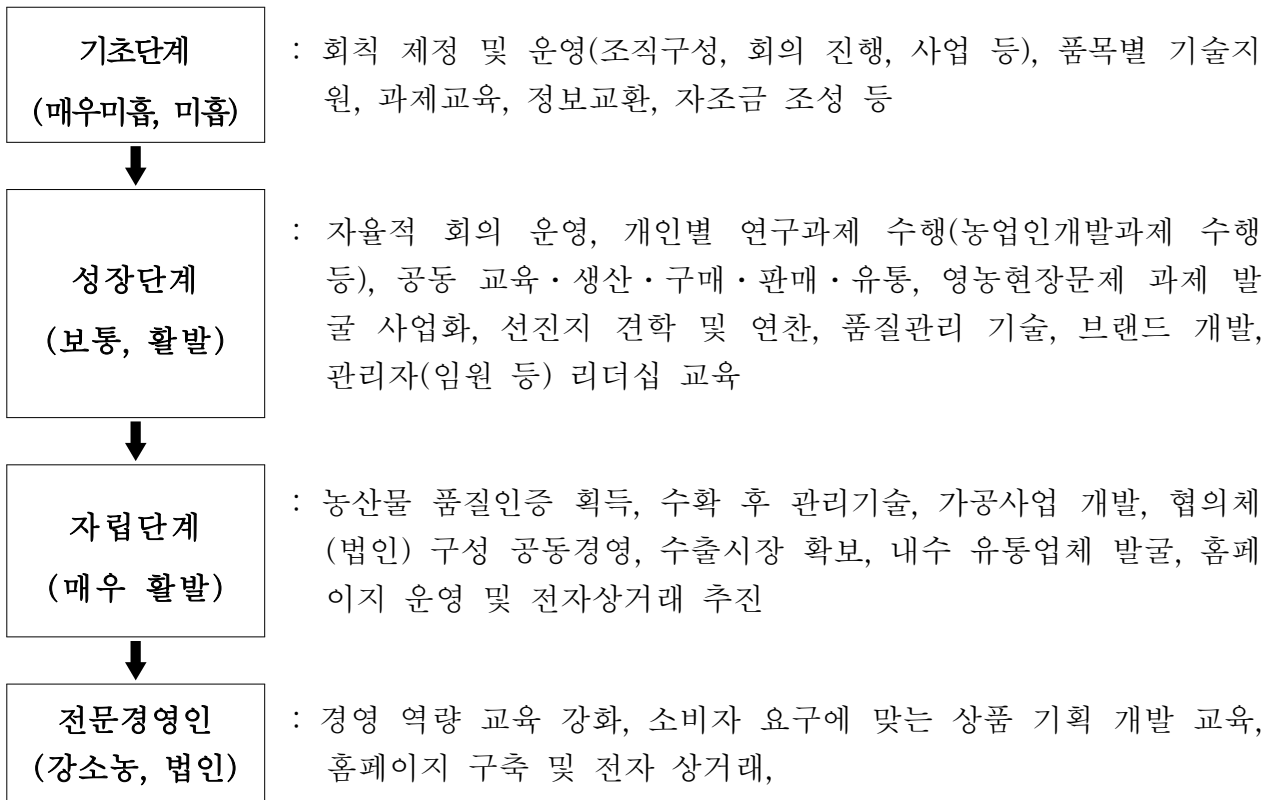 기초단계
(매우미흡, 미흡)
: 회칙 제정 및 운영(조직구성, 회의 진행, 사업 등), 품목별 기술지
원, 과제교육, 정보교환, 자조금 조성 등
성장단계
(보통, 활발)
: 자율적 회의 운영, 개인별 연구과제 수행(농업인개발과제 수행
등), 공동 교육・생산・구매・판매・유통, 영농현장문제 과제 발
굴 사업화, 선진지 견학 및 연찬, 품질관리 기술, 브랜드 개발,
관리자(임원 등) 리더십 교육
자립단계
(매우 활발)
: 농산물 품질인증 획득, 수확 후 관리기술, 가공사업 개발, 협의체
(법인) 구성 공동경영, 수출시장 확보, 내수 유통업체 발굴, 홈페
이지 운영 및 전자상거래 추진
전문경영인
(강소농, 법인)
: 경영 역량 교육 강화, 소비자 요구에 맞는 상품 기획 개발 교육,
홈페이지 구축 및 전자 상거래,